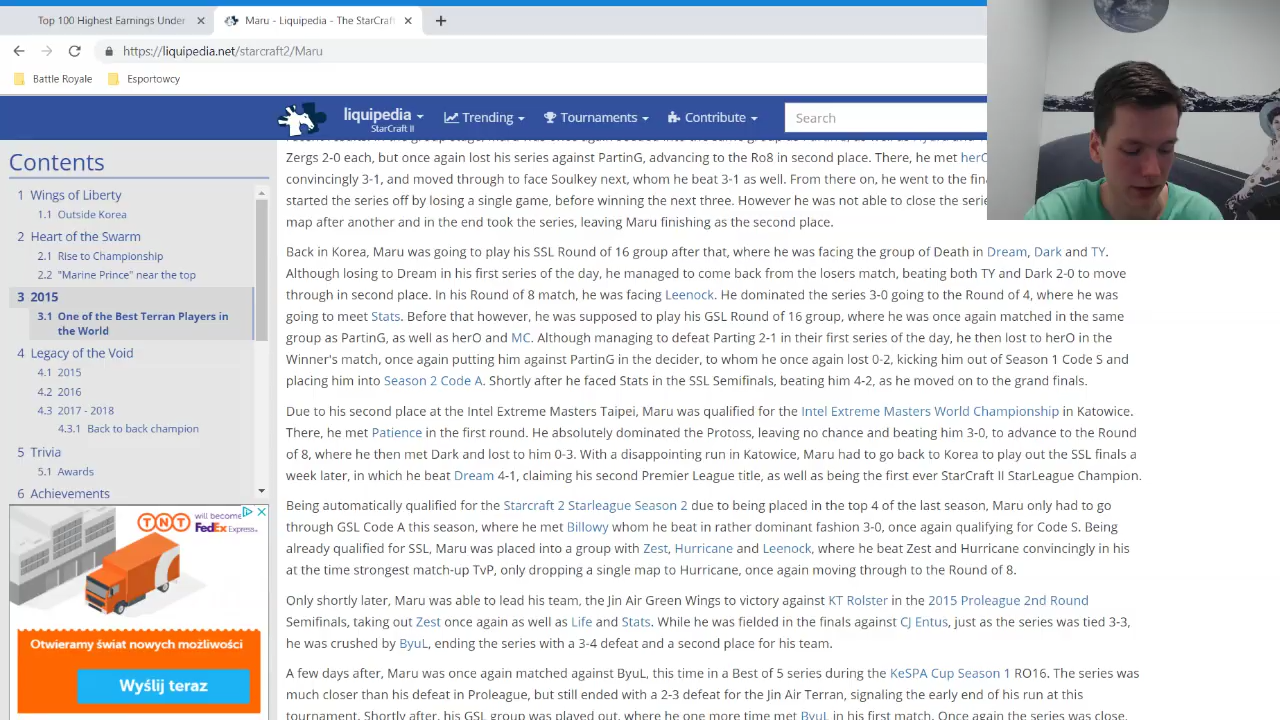 Top 100 Highest Earnings Under
Maru - Liquipedia - The StarCraf
https://liquipedia.net/starcraft2/Maru
Battle Royale
Esportowcy
liquipedia
StarCraft II
Trending
Tournaments
Contribute
Search
Contents
1 Wings of Liberty
1.1 Outside Korea
2 Heart of the Swarm
2.1 Rise to Championship
2.2 "Marine Prince" near the top
3 2015
3.1 One of the Best Terran Players in
the World
4 Legacy of the Void
4.1 2015
4.2 2016
4.3 2017 - 2018
4.3.1 Back to back champion
5 Trivia
5.1 Awards
6 Achievements
TNT will become FedEx Express
Otwieramy świat nowych możliwości
Wyślij teraz
Zergs 2-0 each, but once again lost his series against PartinG, advancing to the Ro8 in second place. There, he met herO
convincingly 3-1, and moved through to face Soulkey next, whom he beat 3-1 as well. From there on, he went to the
started the series off by losing a single game, before winning the next three. However he was not able to close the
map after another and in the end took the series, leaving Maru finishing as the second place.
Back in Korea, Maru was going to play his SSL Round of 16 group after that, where he was facing the group of Death in Dream, Dark and TY.
Although losing to Dream in his first series of the day, he managed to come back from the losers match, beating both TY and Dark 2-0 to move
through in second place. In his Round of 8 match, he was facing Leenock. He dominated the series 3-0 going to the Round of 4, where he was
going to meet Stats. Before that however, he was supposed to play his GSL Round of 16 group, where he was once again matched in the same
group as PartinG, as well as herO and MC. Although managing to defeat Parting 2-1 in their first series of the day, he then lost to herO in the
Winner's match, once again putting him against PartinG in the decider, to whom he once again lost 0-2, kicking him out of Season 1 Code S and
placing him into Season 2 Code A. Shortly after he faced Stats in the SSL Semifinals, beating him 4-2, as he moved on to the grand finals.
Due to his second place at the Intel Extreme Masters Taipei, Maru was qualified for the Intel Extreme Masters World Championship in Katowice.
There, he met Patience in the first round. He absolutely dominated the Protoss, leaving no chance and beating him 3-0, to advance to the Round
of 8, where he then met Dark and lost to him 0-3. With a disappointing run in Katowice, Maru had to go back to Korea to play out the SSL finals a
week later, in which he beat Dream 4-1, claiming his second Premier League title, as well as being the first ever StarCraft II StarLeague Champion.
Being automatically qualified for the Starcraft 2 Starleague Season 2 due to being placed in the top 4 of the last season, Maru only had to go
through GSL Code A this season, where he met Billowy when he beat in rather dominant fashion 3-0, once again qualifying for Code S. Being
already qualified for SSL, Maru was placed into a group with Zest, Hurricane and Leenock, where he beat Zest and Hurricane convincingly in his
at the time strongest match-up TvP, only dropping a single map to Hurricane, once again moving through to the Round of 8.
Only shortly later, Maru was able to lead his team, the Jin Air Green Wings to victory against KT Rolster in the 2015 Proleague 2nd Round
Semifinals, taking out Zest once again as well as Life and Stats. While he was fielded in the finals against CJ Entus, just as the series was tied 3-3,
he was crushed by ByuL, ending the series with a 3-4 defeat and a second place for his team.
A few days after, Maru was once again matched against ByuL, this time in a Best of 5 series during the KeSPA Cup Season 1 RO16. The series was
much closer than his defeat in Proleague, but still ended with a 2-3 defeat for the Jin Air Terran, signaling the early end of his run at this
tournament. Shortly after, his GSL group was played out, where he one more time met ByuL in his first match. Once again the series was close,